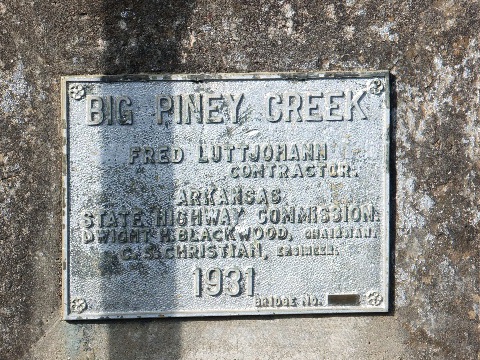 BIG PINEY CREEK
FRED LUTTJOHANN
CONTRACTOR.
ARKANSAS
STATE HIGHWAY COMMISSION.
DWIGHT H. BLACKWOOD, CHAIRMAN.
C. S. CHRISTIAN, ENGINEER.
1931
BRIDGE NO.